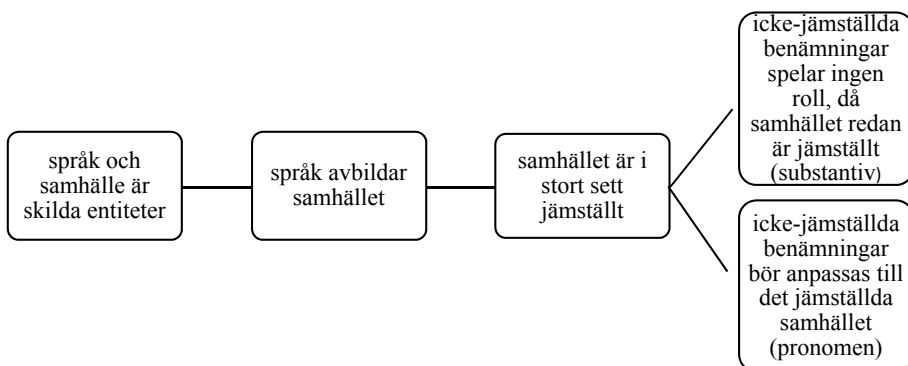 språk och
samhälle är
skilda entiteter
språk avbildar
samhället
samhället är i
stort sett
jämställt
icke-jämställda
benämningar
spelar ingen
roll, då
samhället redan
är jämställt
(substantiv)
icke-jämställda
benämningar
bör anpassas till
det jämställda
samhället
(pronomen)